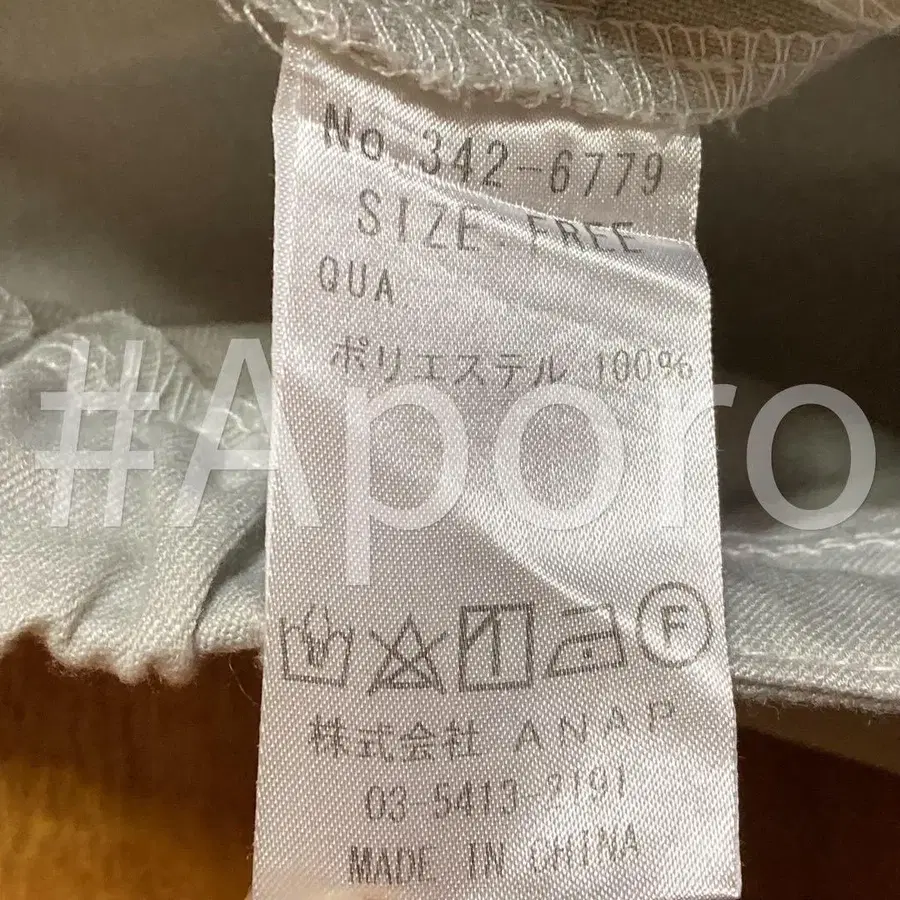 No.342-6779
SIZE.FREE
QUA
ポリエステル 100%
#Aporo
F
株式会社 ANAP
03-5413-2191
MADE IN CHINA